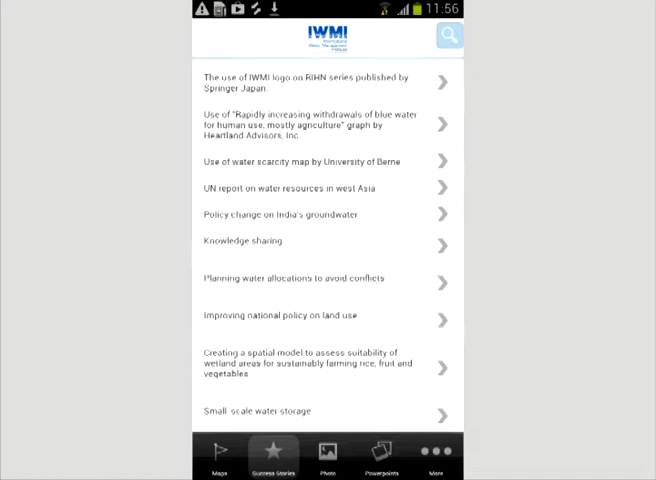 11:56
IWMI
International
Water Management
Institute
The use of IWMI logo on RIHN series published by
Springer Japan.
Use of "Rapidly increasing withdrawals of blue water
for human use, mostly agriculture" graph by
Heartland Advisors, Inc
Use of water scarcity map by University of Berne
UN report on water resources in west Asia
Policy change on India's groundwater
Knowledge sharing
Planning water allocations to avoid conflicts
Improving national policy on land use
Creating a spatial model to assess suitability of
wetland areas for sustainably farming rice, fruit and
vegetables
Small-scale water storage
Maps Success Stories Photo Powerpoints More